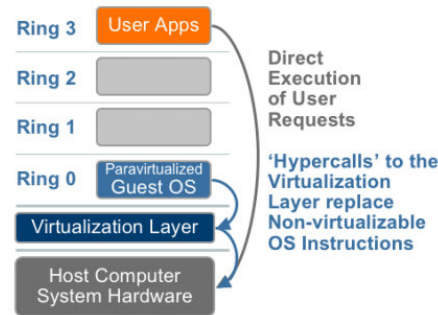 Ring 3
User Apps
Ring 2
Ring 1
Ring 0
Paravirtualized
Guest OS
Virtualization Layer
Host Computer
System Hardware
Direct
Execution
of User
Requests
‘Hypercalls’ to the
Virtualization
Layer replace
Non-virtualizable
OS Instructions